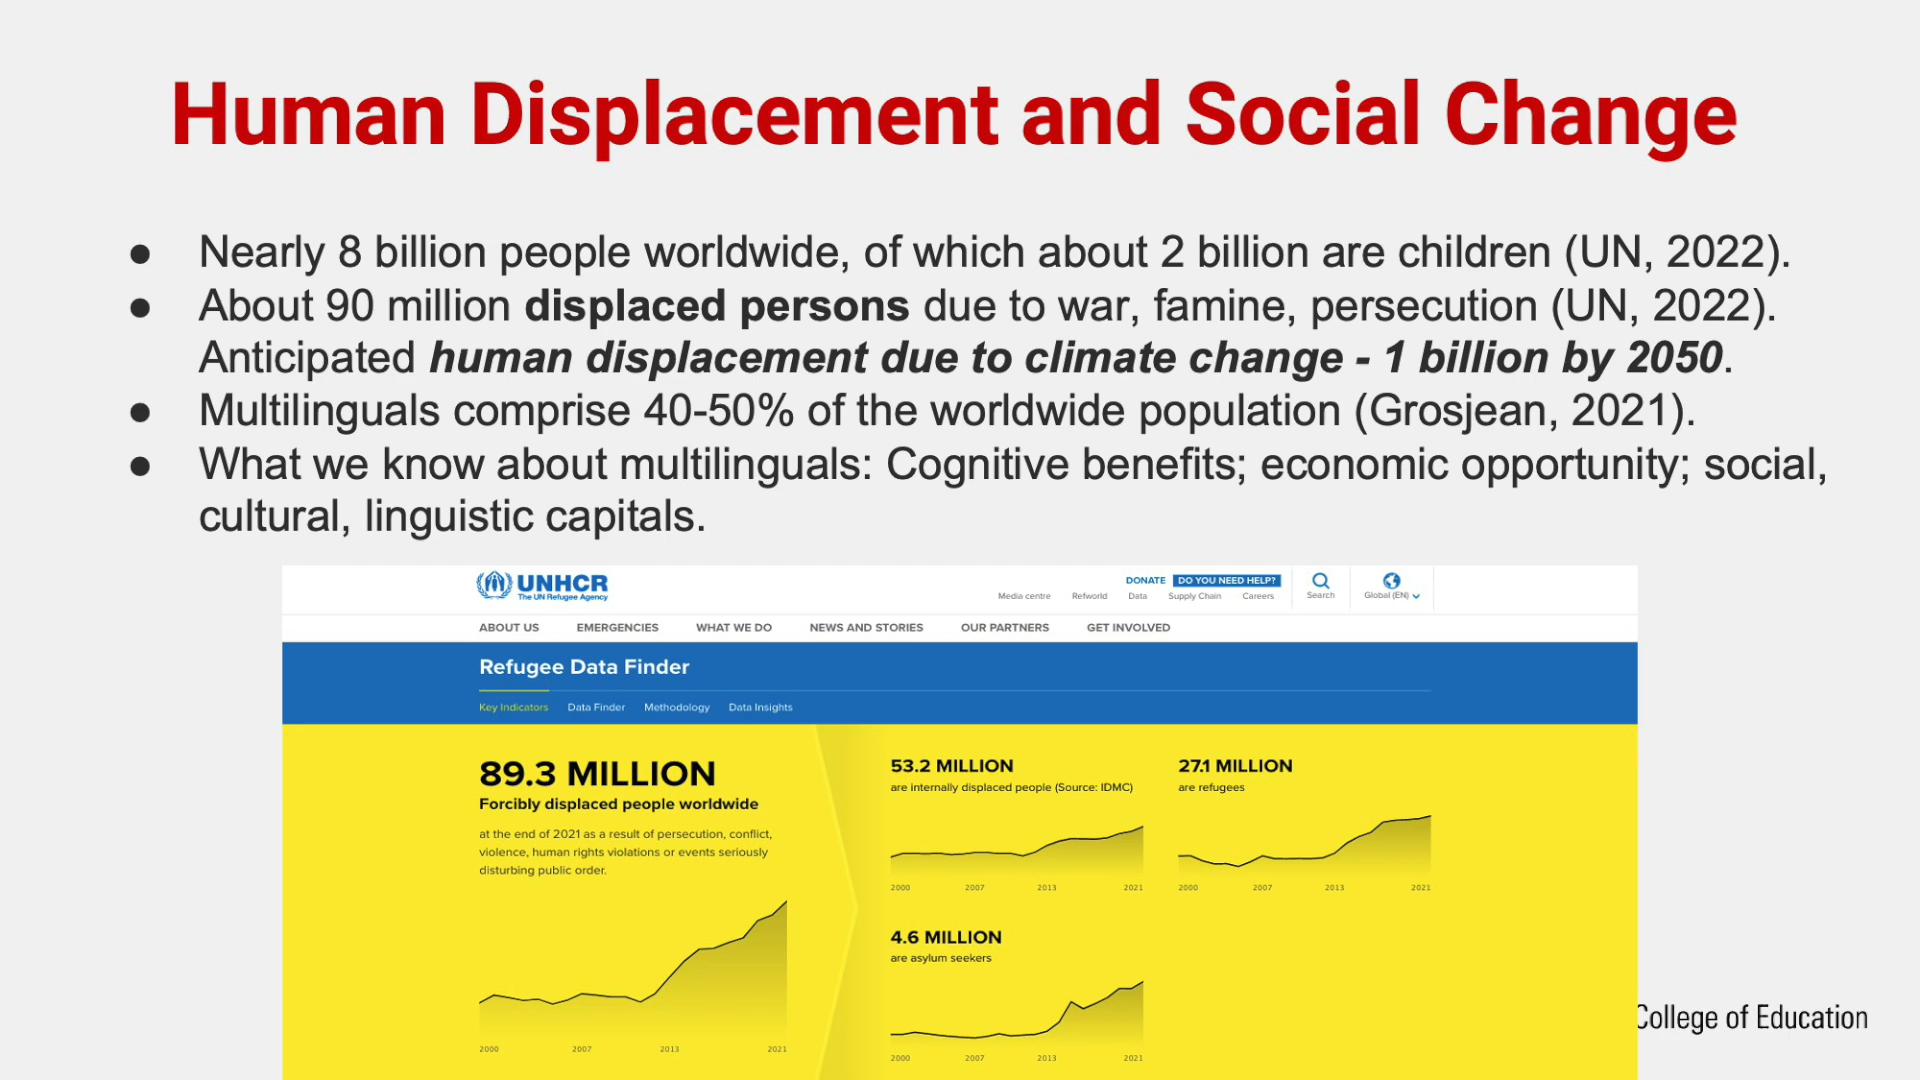 Human Displacement and Social Change
● Nearly 8 billion people worldwide, of which about 2 billion are children (UN, 2022).
● About 90 million displaced persons due to war, famine, persecution (UN, 2022).
Anticipated human displacement due to climate change - 1 billion by 2050.
● Multilinguals comprise 40-50% of the worldwide population (Grosjean, 2021).
● What we know about multilinguals: Cognitive benefits; economic opportunity; social,
cultural, linguistic capitals.
UNHCR
The UN Refugee Agency
DONATE DO YOU NEED HELP?
Media centre Refworld Data Supply Chain Careers
Search
Global (EN)
ABOUT US EMERGENCIES WHAT WE DO NEWS AND STORIES OUR PARTNERS GET INVOLVED
Refugee Data Finder
Key Indicators Data Finder Methodology Data Insights
89.3 MILLION
Forcibly displaced people worldwide
at the end of 2021 as a result of persecution, conflict,
violence, human rights violations or events seriously
disturbing public order.
2000 2007 2013 2021
53.2 MILLION
are internally displaced people (Source: IDMC)
2000 2007 2013 2021
27.1 MILLION
are refugees
2000 2007 2013 2021
4.6 MILLION
are asylum seekers
2000 2007 2013 2021
College of Education